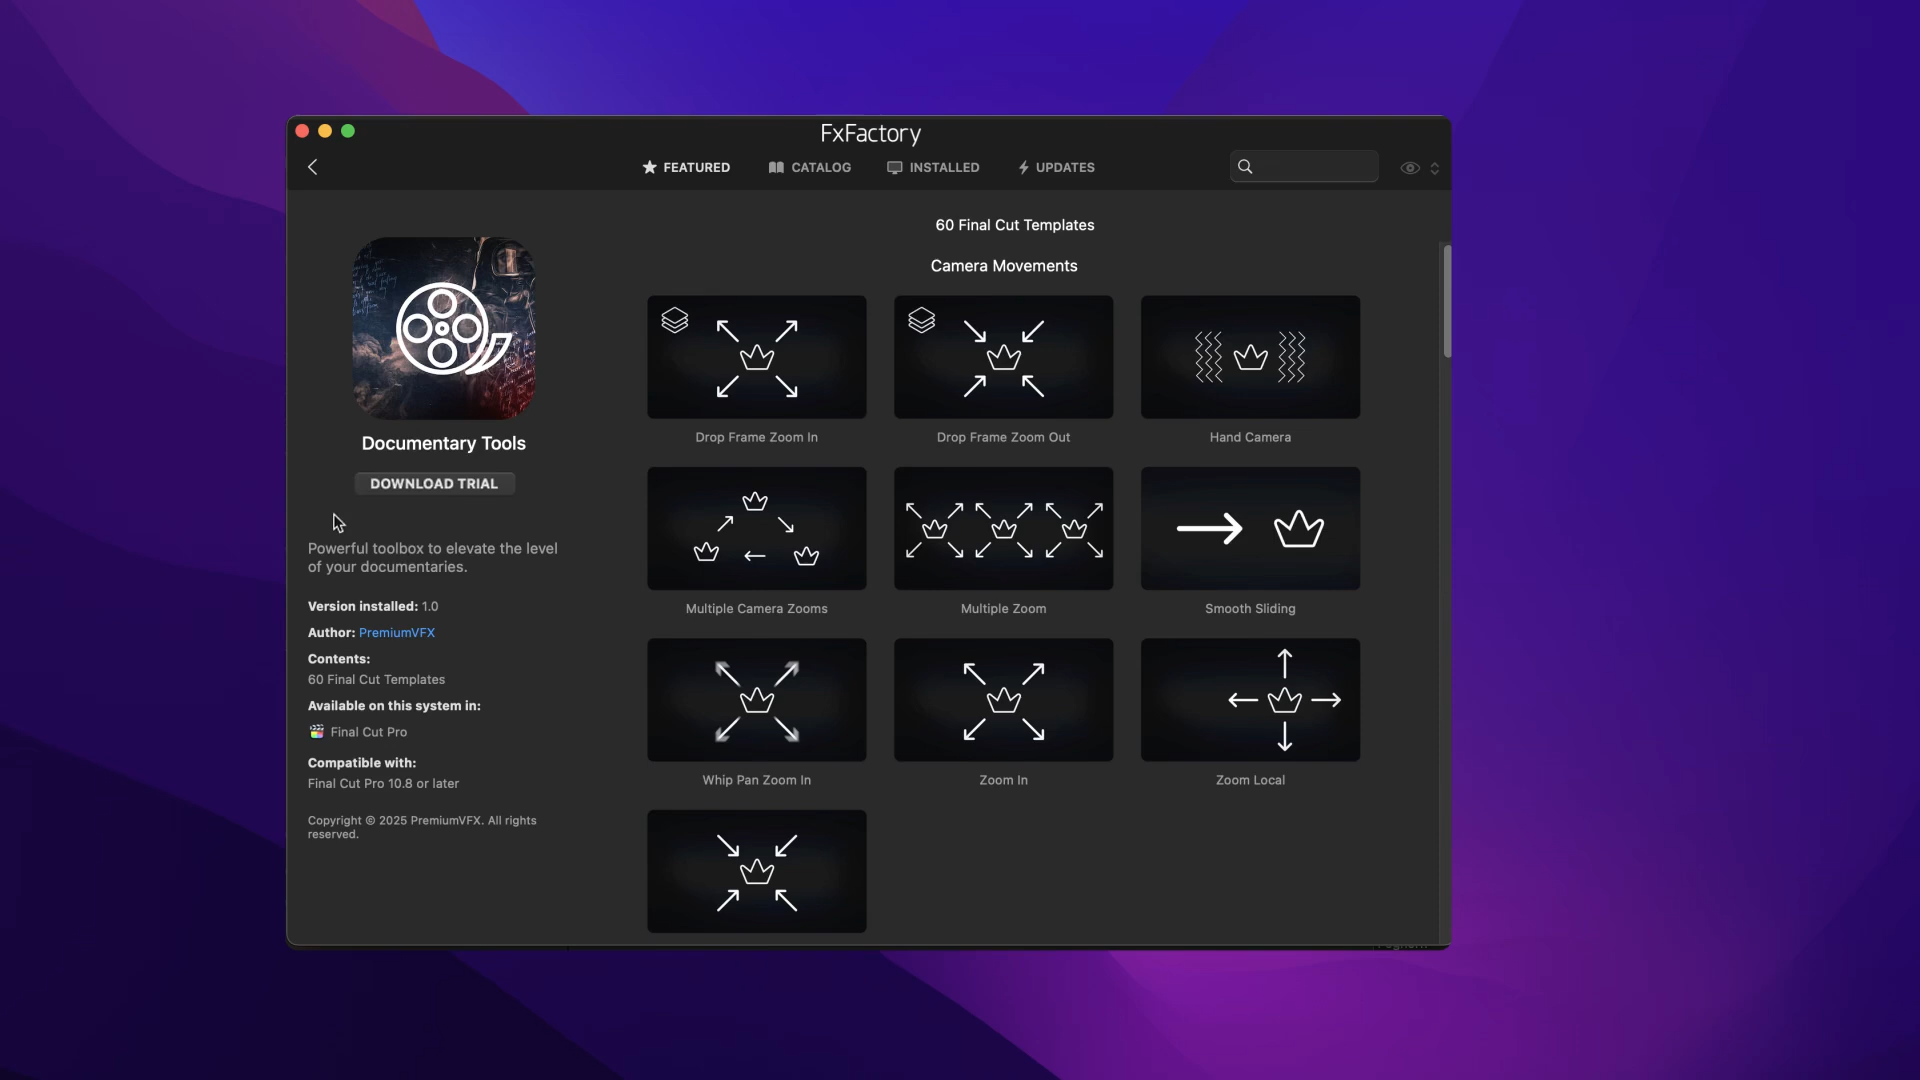 FxFactory
FEATURED
CATALOG
INSTALLED
UPDATES
60 Final Cut Templates
Camera Movements
Documentary Tools
DOWNLOAD TRIAL
Powerful toolbox to elevate the level
of your documentaries.
Version installed: 1.0
Author: PremiumVFX
Contents:
60 Final Cut Templates
Available on this system in:
Final Cut Pro
Compatible with:
Final Cut Pro 10.8 or later
Copyright © 2025 PremiumVFX. All rights
reserved.
Drop Frame Zoom In
Drop Frame Zoom Out
Hand Camera
Multiple Camera Zooms
Multiple Zoom
Smooth Sliding
Whip Pan Zoom In
Zoom In
Zoom Local